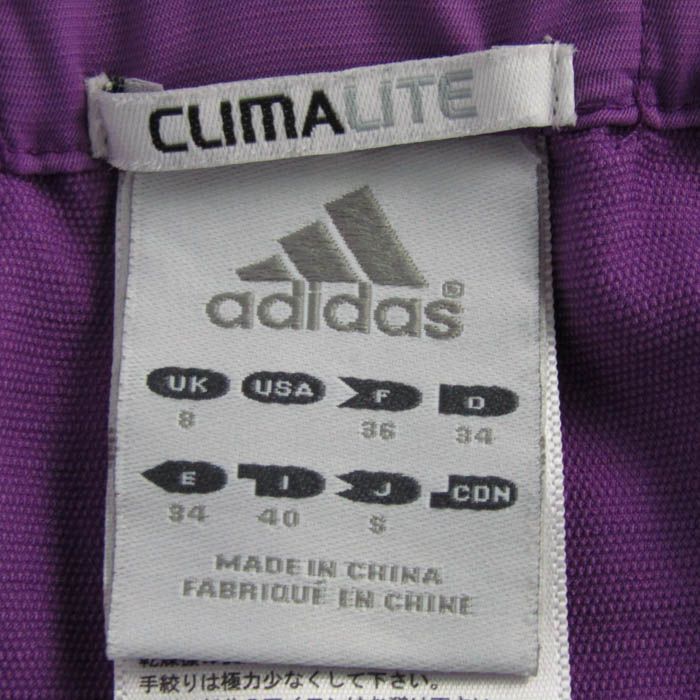 CLIMALITE
adidas®
UK USA F D
8 36 34
E I J CDN
34 40 S
MADE IN CHINA
FABRIQUÉ EN CHINE
手絞りは極力少なくして下さい。